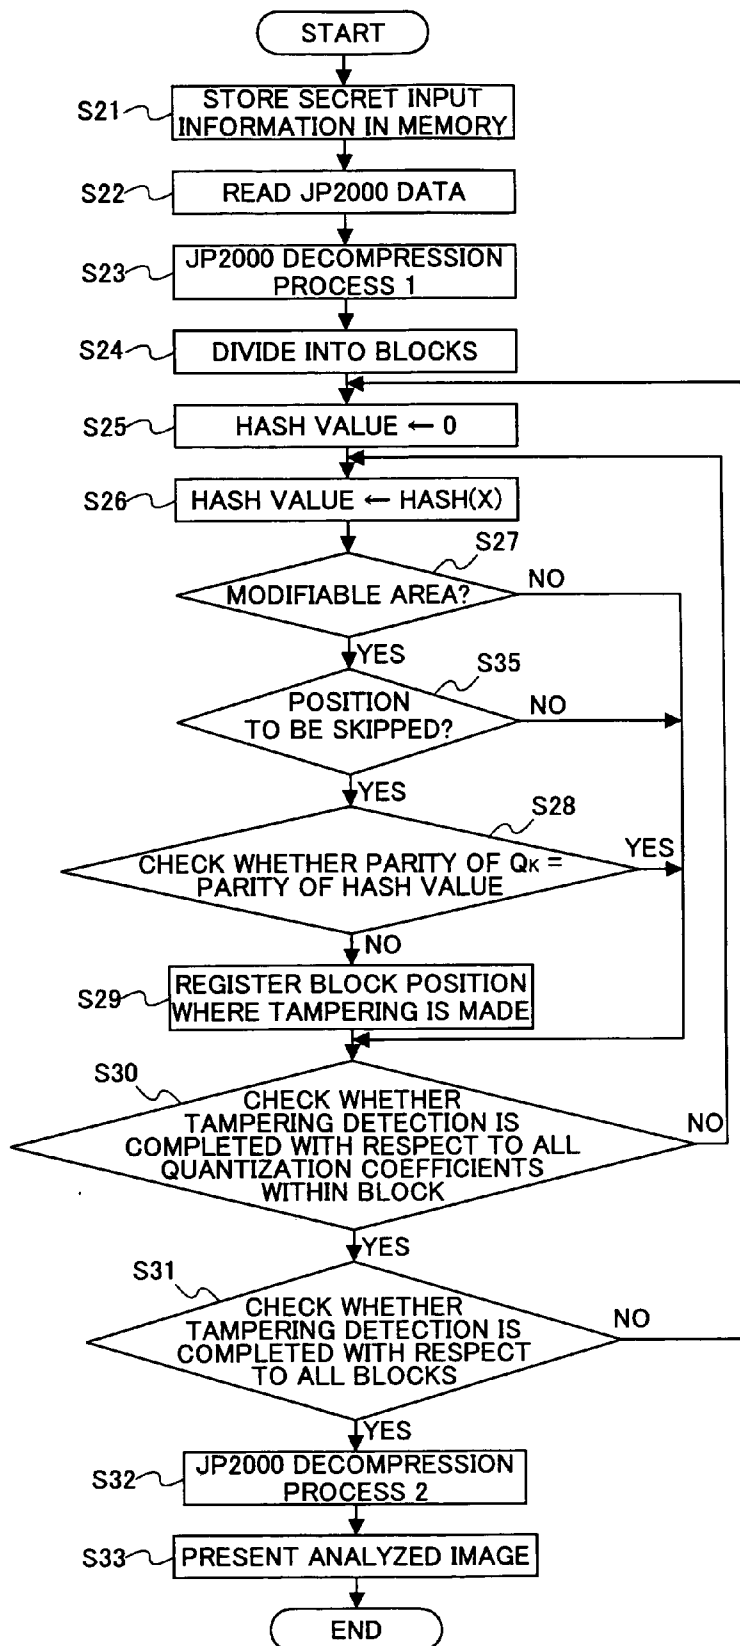 START
S21
STORE SECRET INPUT
INFORMATION IN MEMORY
S22
READ JP2000 DATA
S23
JP2000 DECOMPRESSION
PROCESS 1
S24
DIVIDE INTO BLOCKS
S25
HASH VALUE ← 0
S26
HASH VALUE ← HASH(X)
S27
MODIFIABLE AREA?
NO
YES
S35
POSITION
TO BE SKIPPED?
NO
YES
S28
CHECK WHETHER PARITY OF QK =
PARITY OF HASH VALUE
YES
NO
S29
REGISTER BLOCK POSITION
WHERE TAMPERING IS MADE
S30
CHECK WHETHER
TAMPERING DETECTION IS
COMPLETED WITH RESPECT TO ALL
QUANTIZATION COEFFICIENTS
WITHIN BLOCK
NO
YES
S31
CHECK WHETHER
TAMPERING DETECTION IS
COMPLETED WITH RESPECT
TO ALL BLOCKS
NO
YES
S32
JP2000 DECOMPRESSION
PROCESS 2
S33
PRESENT ANALYZED IMAGE
END